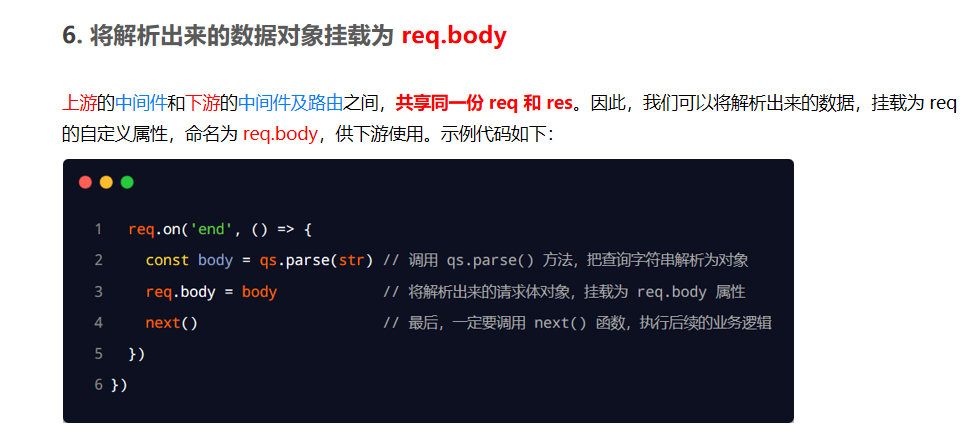 6. 将解析出来的数据对象挂载为 req.body
上游的中间件和下游的中间件及路由之间，共享同一份 req 和 res。因此，我们可以将解析出来的数据，挂载为 req
的自定义属性，命名为 req.body，供下游使用。示例代码如下：
1 req.on('end', () => {
2 const body = qs.parse(str) // 调用 qs.parse() 方法，把查询字符串解析为对象
3 req.body = body // 将解析出来的请求体对象，挂载为 req.body 属性
4 next() // 最后，一定要调用 next() 函数，执行后续的业务逻辑
5 })
6 })